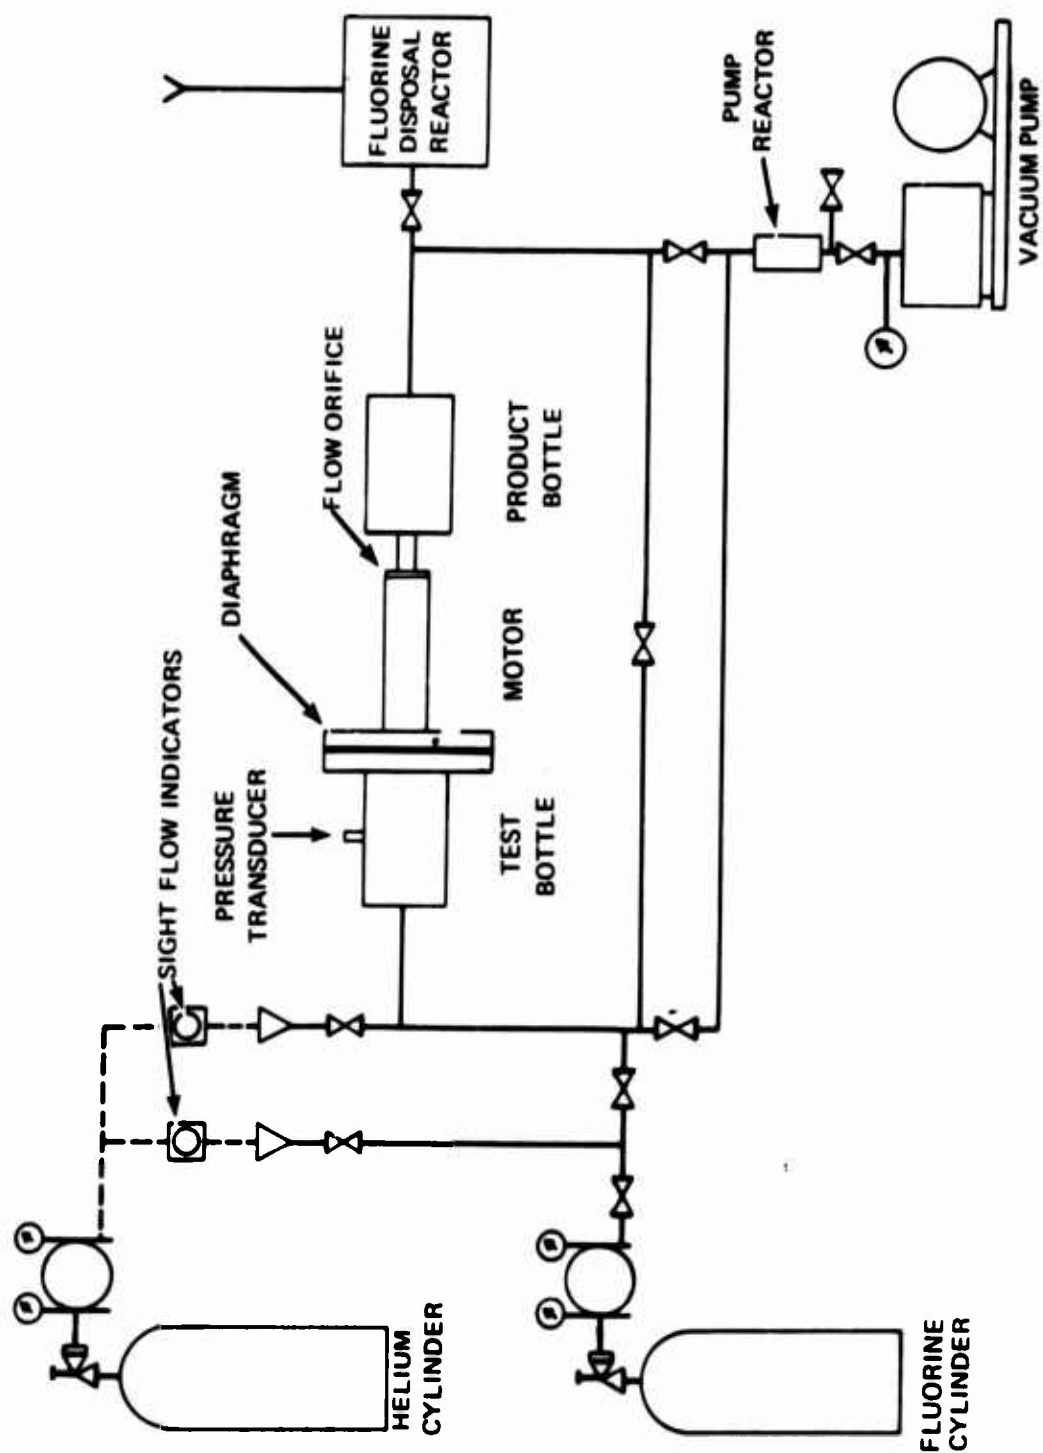 HELIUM
CYLINDER
FLUORINE
CYLINDER
SIGHT FLOW INDICATORS
PRESSURE
TRANSDUCER
DIAPHRAGM
FLOW ORIFICE
TEST
BOTTLE
MOTOR
PRODUCT
BOTTLE
FLUORINE
DISPOSAL
REACTOR
PUMP
REACTOR
VACUUM PUMP